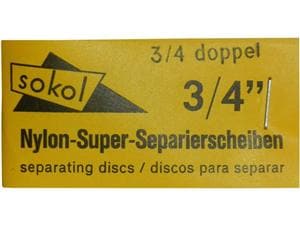 sokol
3/4 doppel
3/4”
Nylon-Super-Separierscheiben
separating discs / discos para separar